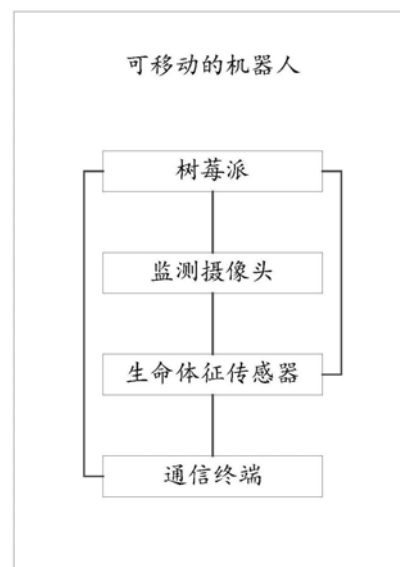 可移动的机器人
树莓派
监测摄像头
生命体征传感器
通信终端